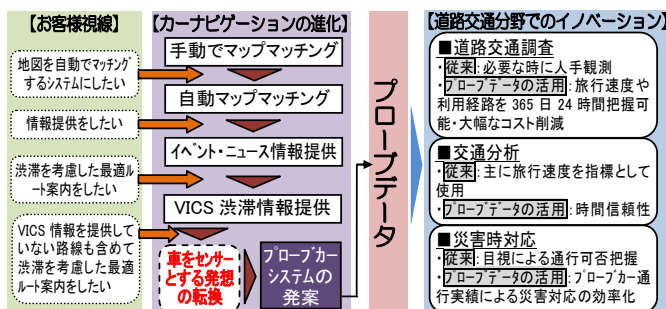 【お客様視線】
地図を自動でマッチング
するシステムにしたい
情報提供をしたい
渋滞を考慮した最適ル
ート案内をしたい
VICS 情報を提供して
いない路線も含めて
渋滞を考慮した最適
ルート案内をしたい
【カーナビゲーションの進化】
手動でマップマッチング
自動マップマッチング
イベント・ニュース情報提供
VICS 渋滞情報提供
車をセンサー
とする発想
の転換
プローブカー
システムの
発案
プローブデータ
【道路交通分野でのイノベーション】
■道路交通調査
・従来:必要な時に人手観測
・プローブデータの活用:旅行速度や
利用経路を 365 日 24 時間把握可
能・大幅なコスト削減
■交通分析
・従来:主に旅行速度を指標として
使用
・プローブデータの活用:時間信頼性
■災害時対応
・従来:目視による通行可否把握
・プローブデータの活用:プローブカー通
行実績による災害対応の効率化